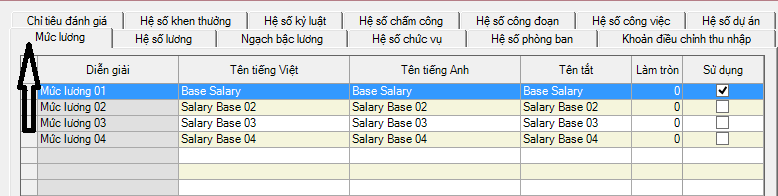 Chỉ tiêu đánh giá Hệ số khen thưởng Hệ số kỷ luật Hệ số chấm công Hệ số công đoạn Hệ số công việc Hệ số dự án
Mức lương Hệ số lương Ngạch bậc lương Hệ số chức vụ Hệ số phòng ban Khoản điều chỉnh thu nhập
Diễn giải Tên tiếng Việt Tên tiếng Anh Tên tắt Làm tròn Sử dụng
Mức lương 01 Base Salary Base Salary Base Salary 0
Mức lương 02 Salary Base 02 Salary Base 02 Salary Base 02 0
Mức lương 03 Salary Base 03 Salary Base 03 Salary Base 03 0
Mức lương 04 Salary Base 04 Salary Base 04 Salary Base 04 0